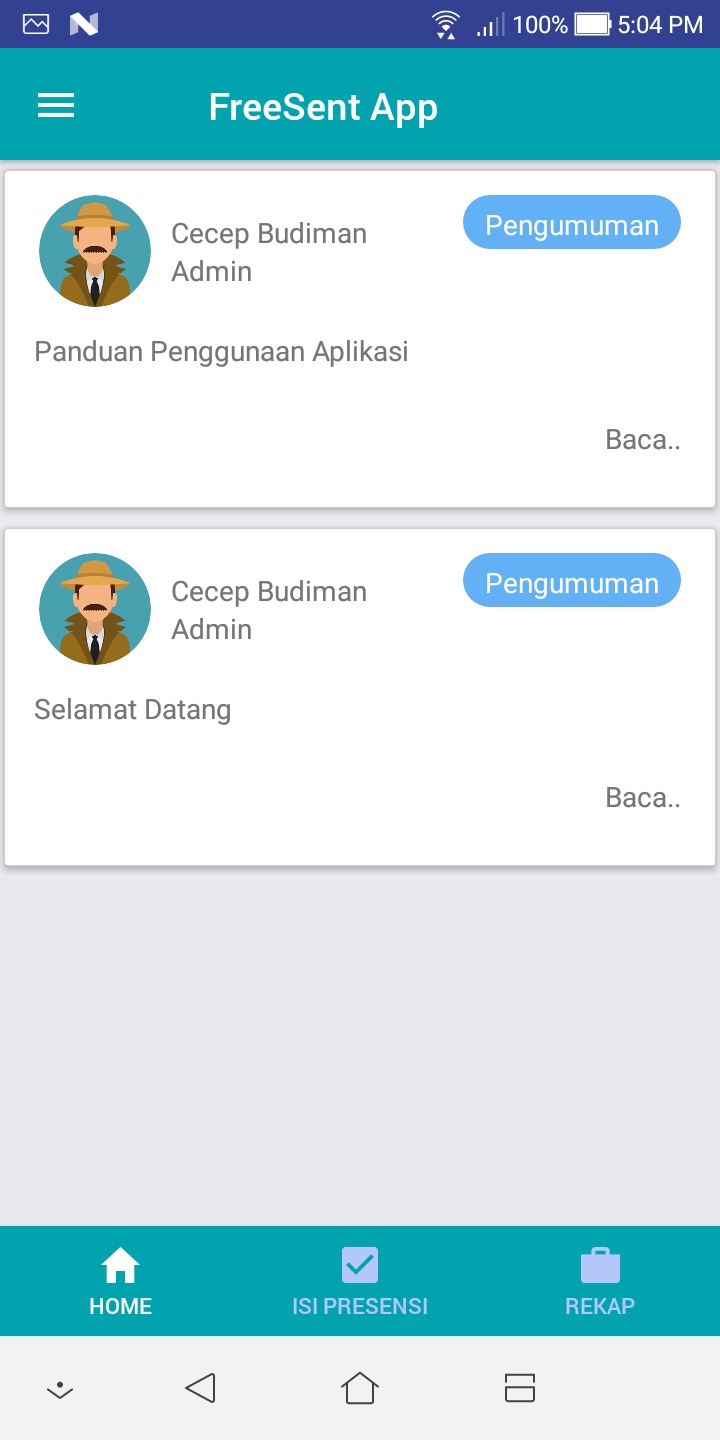 100% 5:04 PM
FreeSent App
Cecep Budiman
Admin
Pengumuman
Panduan Penggunaan Aplikasi
Baca..
Cecep Budiman
Admin
Pengumuman
Selamat Datang
Baca..
HOME
ISI PRESENSI
REKAP